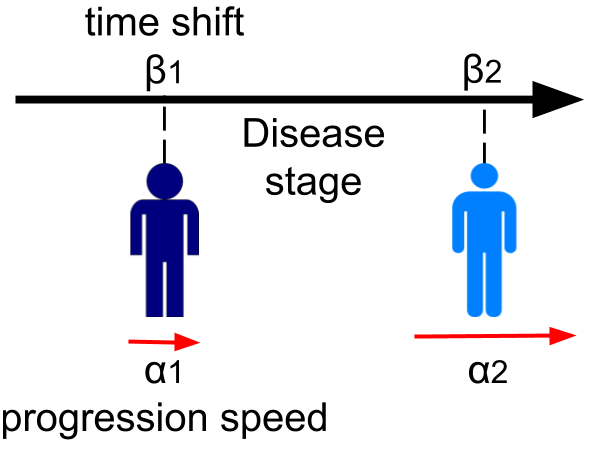 time shift
β1 β2
Disease
stage
α1 α2
progression speed